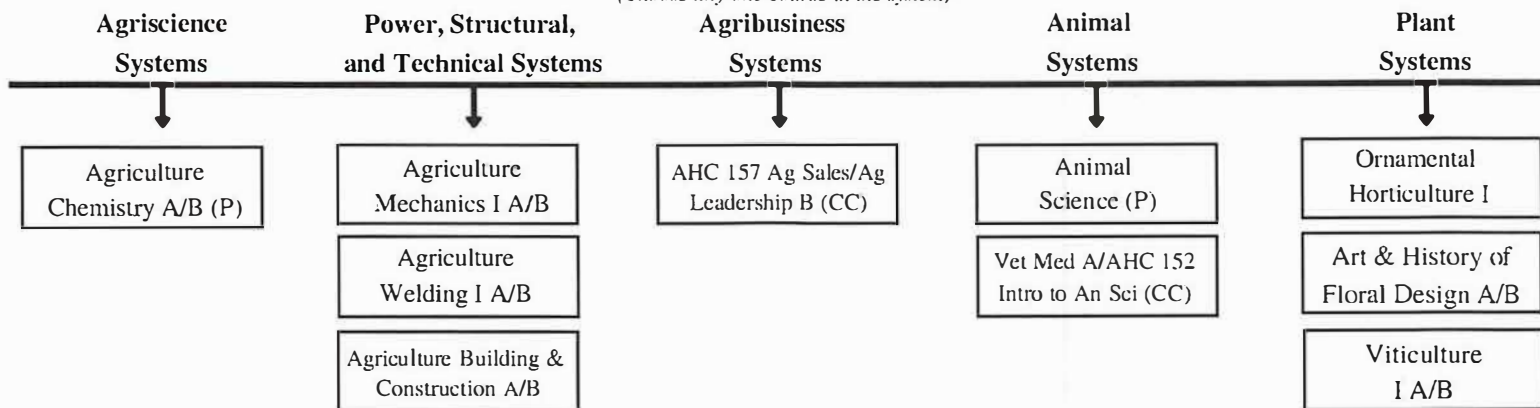 Agriscience
Systems
Power, Structural,
and Technical Systems
Agribusiness
Systems
Animal
Systems
Plant
Systems
Agriculture
Chemistry A/B (P)
Agriculture
Mechanics I A/B
Agriculture
Welding I A/B
Agriculture Building &
Construction A/B
AHC 157 Ag Sales/Ag
Leadership B (CC)
Animal
Science (P)
Vet Med A/AHC 152
Intro to An Sci (CC)
Ornamental
Horticulture I
Art & History of
Floral Design A/B
Viticulture
I A/B